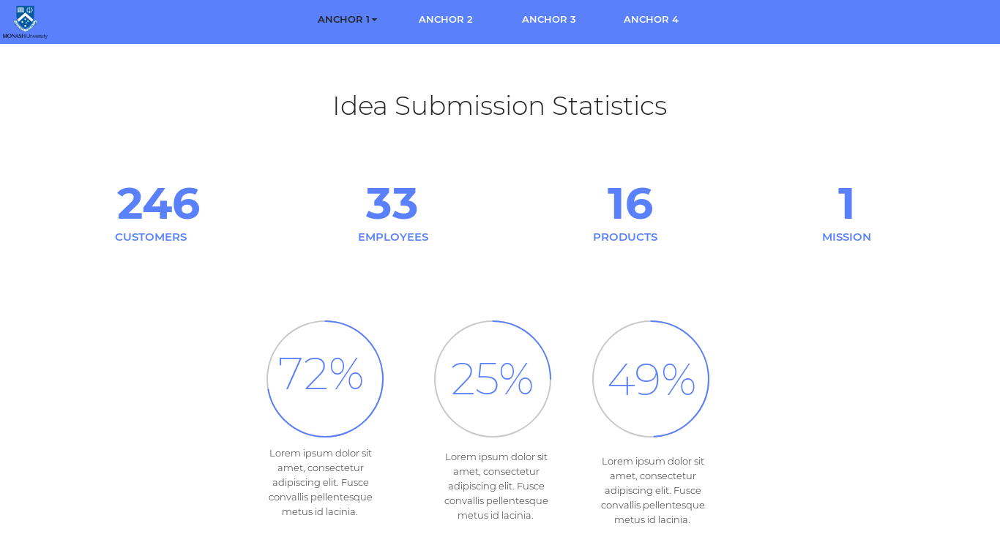 MONASH University
ANCHOR 1 ANCHOR 2 ANCHOR 3 ANCHOR 4
Idea Submission Statistics
246 33 16 1
CUSTOMERS EMPLOYEES PRODUCTS MISSION
72%
Lorem ipsum dolor sit
amet, consectetur
adipiscing elit. Fusce
convallis pellentesque
metus id lacinia.
25%
Lorem ipsum dolor sit
amet, consectetur
adipiscing elit. Fusce
convallis pellentesque
metus id lacinia.
49%
Lorem ipsum dolor sit
amet, consectetur
adipiscing elit. Fusce
convallis pellentesque
metus id lacinia.